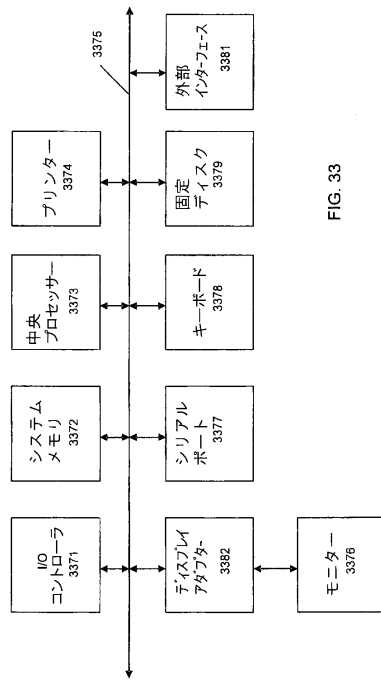 I/O
コントローラ
3371
システム
メモリ
3372
中央
プロセッサー
3373
プリンター
3374
3375
ディスプレイ
アダプター
3382
シリアル
ポート
3377
キーボード
3378
固定
ディスク
3379
外部
インターフェース
3381
モニター
3376
FIG. 33